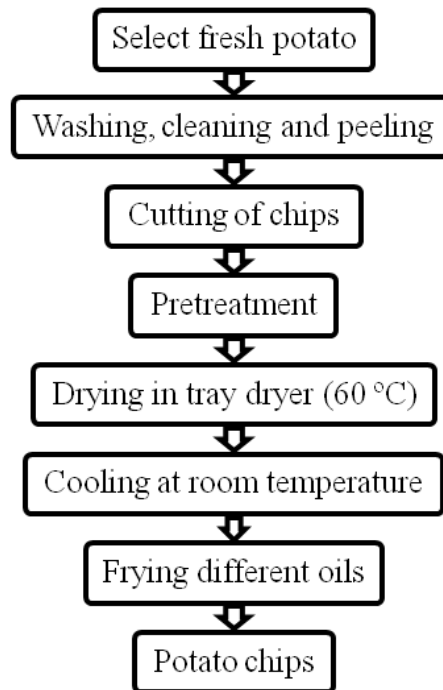 Select fresh potato
Washing, cleaning and peeling
Cutting of chips
Pretreatment
Drying in tray dryer (60 °C)
Cooling at room temperature
Frying different oils
Potato chips